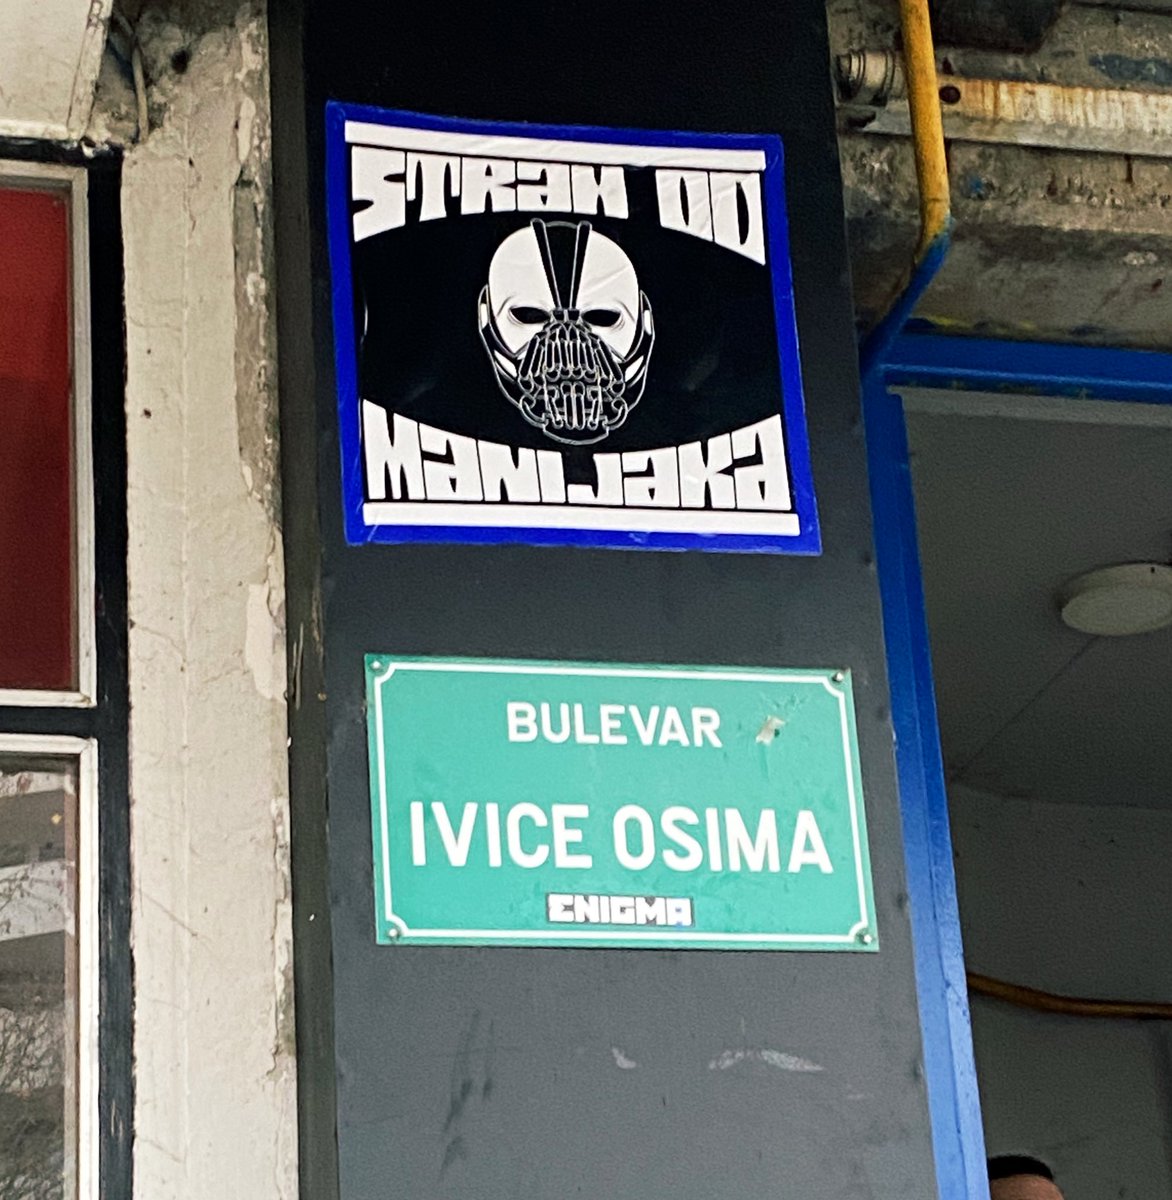 STRAH OD
MANIJAKA
BULEVAR
IVICE OSIMA
ENIGMA